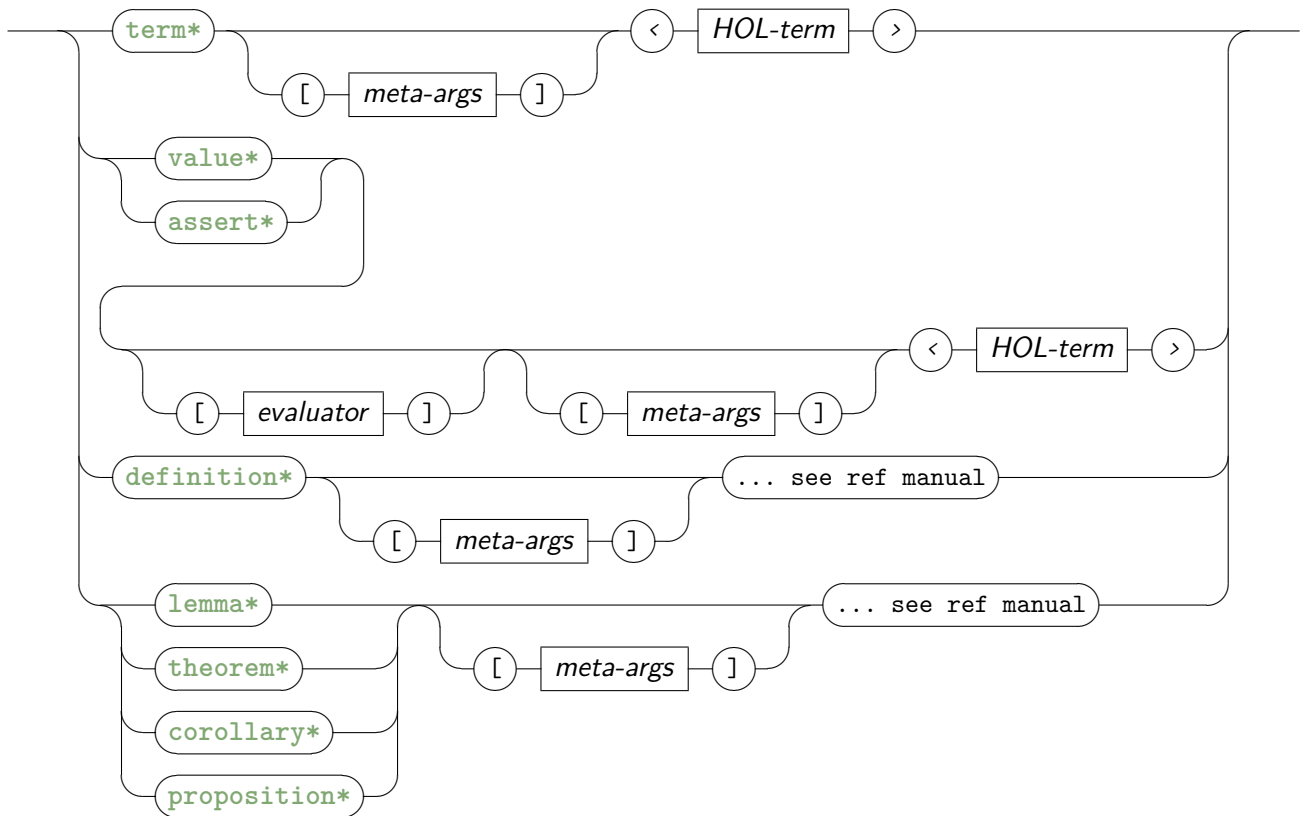 term* < HOL-term >
[ meta-args ]
value*
assert*
< HOL-term >
[ evaluator ] [ meta-args ]
definition* ... see ref manual
[ meta-args ]
lemma* ... see ref manual
theorem* [ meta-args ]
corollary*
proposition*